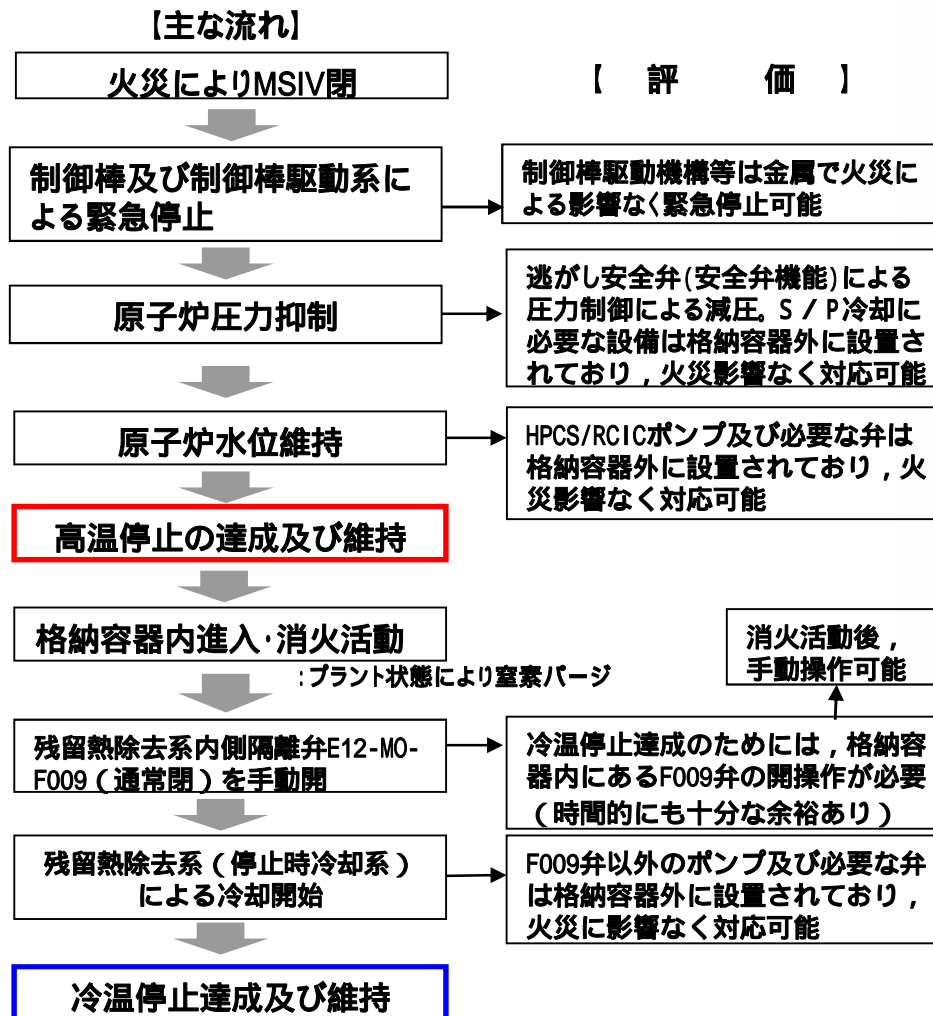 【主な流れ】
火災によりMSIV閉
【　評　　価　】
制御棒及び制御棒駆動系に
よる緊急停止
制御棒駆動機構等は金属で火災に
よる影響なく緊急停止可能
原子炉圧力抑制
逃がし安全弁(安全弁機能)による
圧力制御による減圧。S／P冷却に
必要な設備は格納容器外に設置さ
れており，火災影響なく対応可能
原子炉水位維持
HPCS/RCICポンプ及び必要な弁は
格納容器外に設置されており，火
災影響なく対応可能
高温停止の達成及び維持
格納容器内進入・消火活動
：プラント状態により窒素パージ
消火活動後，
手動操作可能
残留熱除去系内側隔離弁E12-MO-
F009（通常閉）を手動開
冷温停止達成のためには，格納容
器内にあるF009弁の開操作が必要
（時間的にも十分な余裕あり）
残留熱除去系（停止時冷却系）
による冷却開始
F009弁以外のポンプ及び必要な弁
は格納容器外に設置されており，
火災に影響なく対応可能
冷温停止達成及び維持